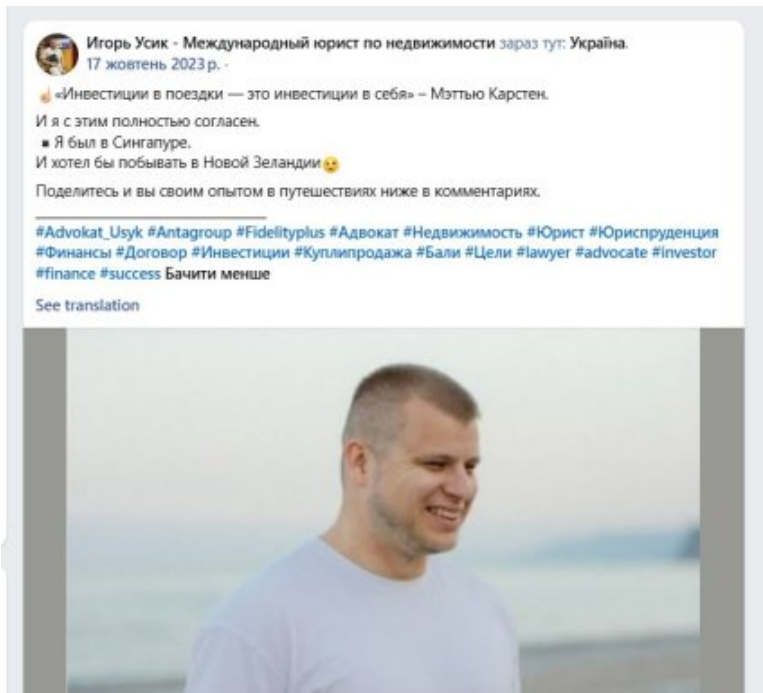 Игорь Усик - Международный юрист по недвижимости зараз тут: Україна.
17 жовтень 2023 р. ·
☝️«Инвестиции в поездки — это инвестиции в себя» – Мэттью Карстен.
И я с этим полностью согласен.
▪ Я был в Сингапуре.
И хотел бы побывать в Новой Зеландии😉
Поделитесь и вы своим опытом в путешествиях ниже в комментариях.
#Advokat_Usyk #Antagroup #Fidelityplus #Адвокат #Недвижимость #Юрист #Юриспруденция
#Финансы #Договор #Инвестиции #Куплипродажа #Бали #Цели #lawyer #advocate #investor
#finance #success Бачити менше
See translation